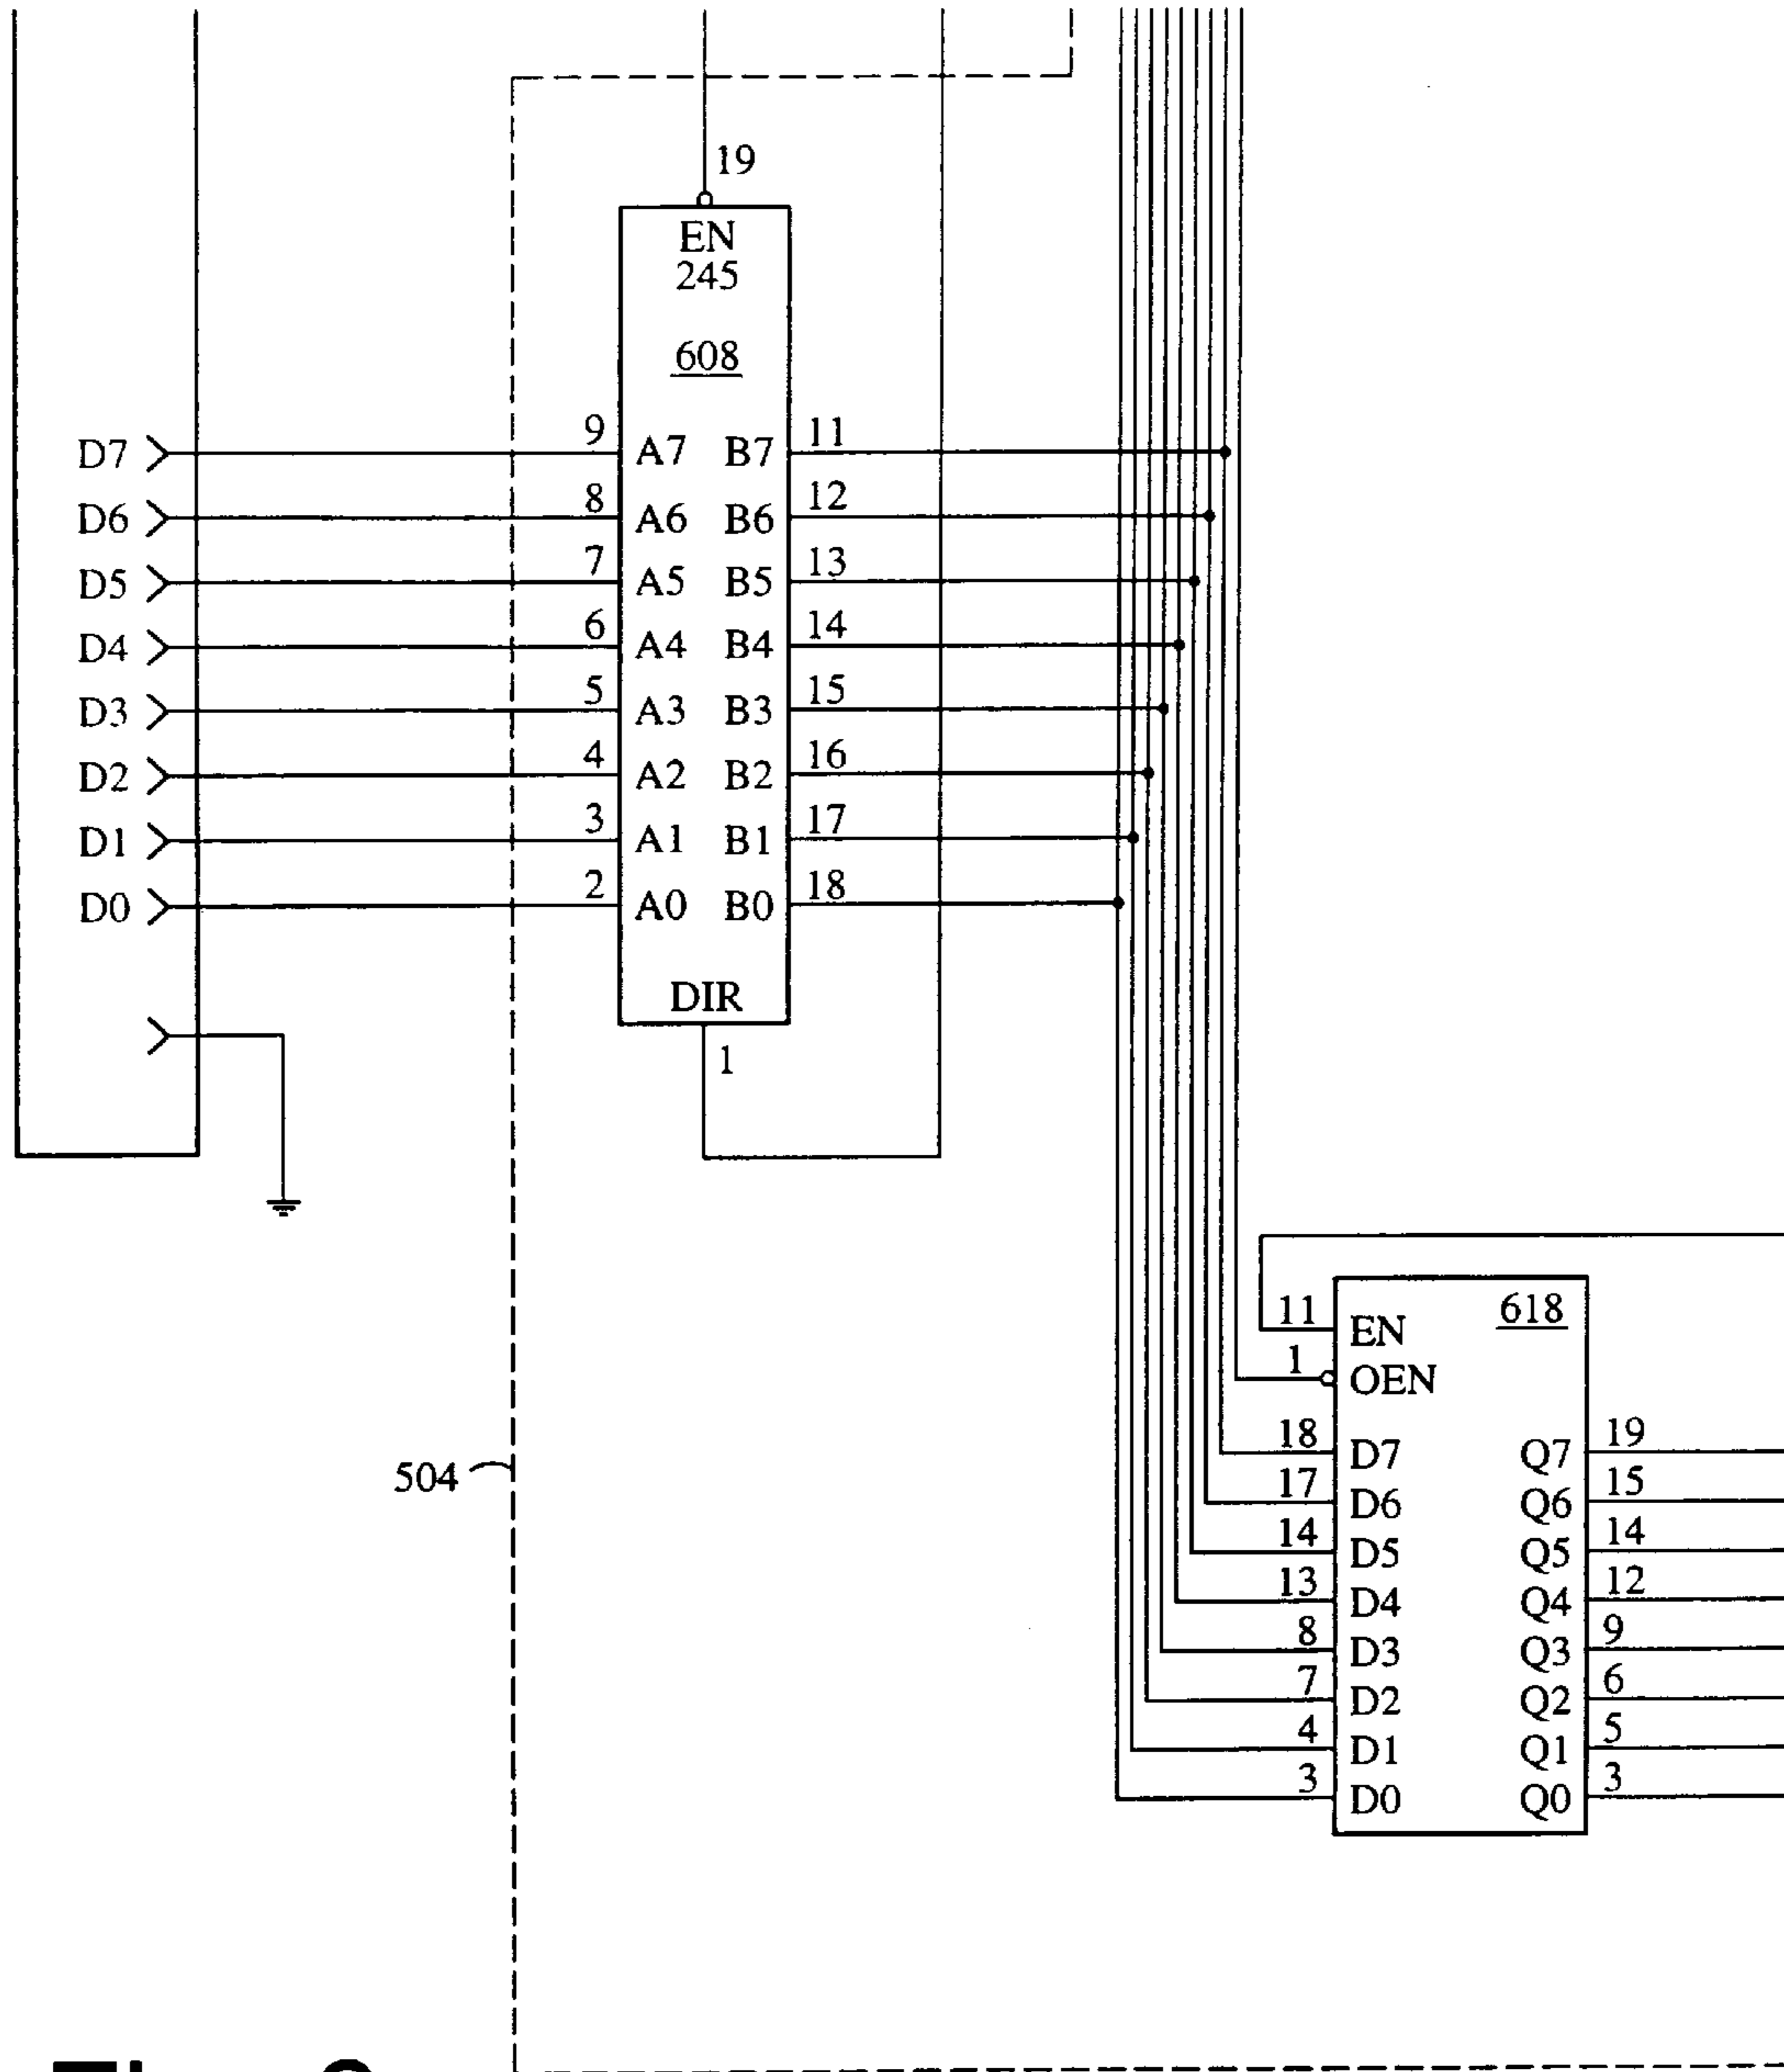 19
EN
245
608
D7 9 A7 B7 11
D6 8 A6 B6 12
D5 7 A5 B5 13
D4 6 A4 B4 14
D3 5 A3 B3 15
D2 4 A2 B2 16
D1 3 A1 B1 17
D0 2 A0 B0 18
DIR
1
618
11 EN
1 OEN
504
18 D7 Q7 19
17 D6 Q6 15
14 D5 Q5 14
13 D4 Q4 12
8 D3 Q3 9
7 D2 Q2 6
4 D1 Q1 5
3 D0 Q0 3